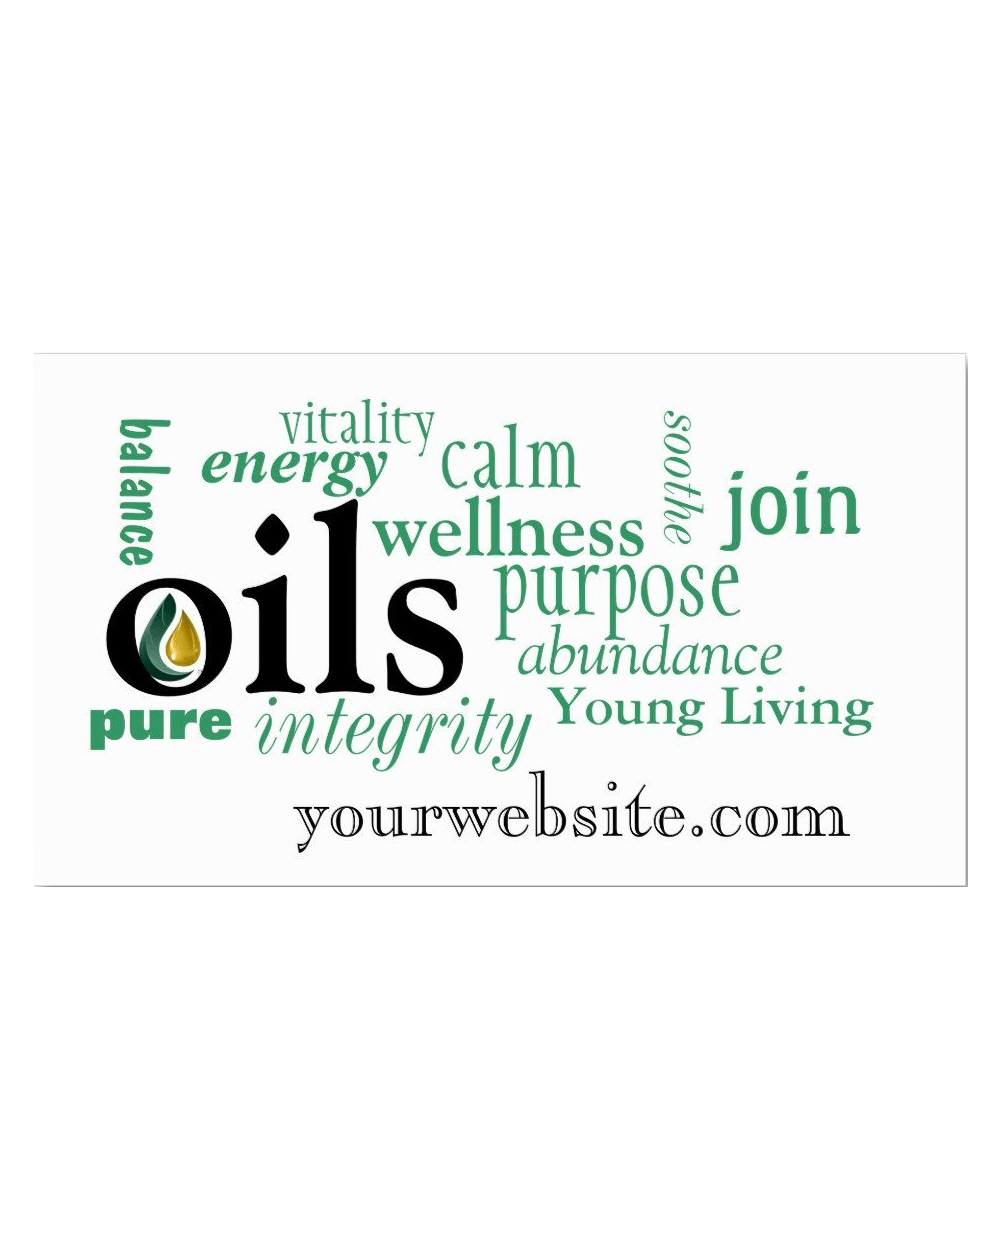 balance
vitality
energy
calm
soothe
join
wellness
oils
purpose
abundance
pure
integrity
Young Living
yourwebsite.com